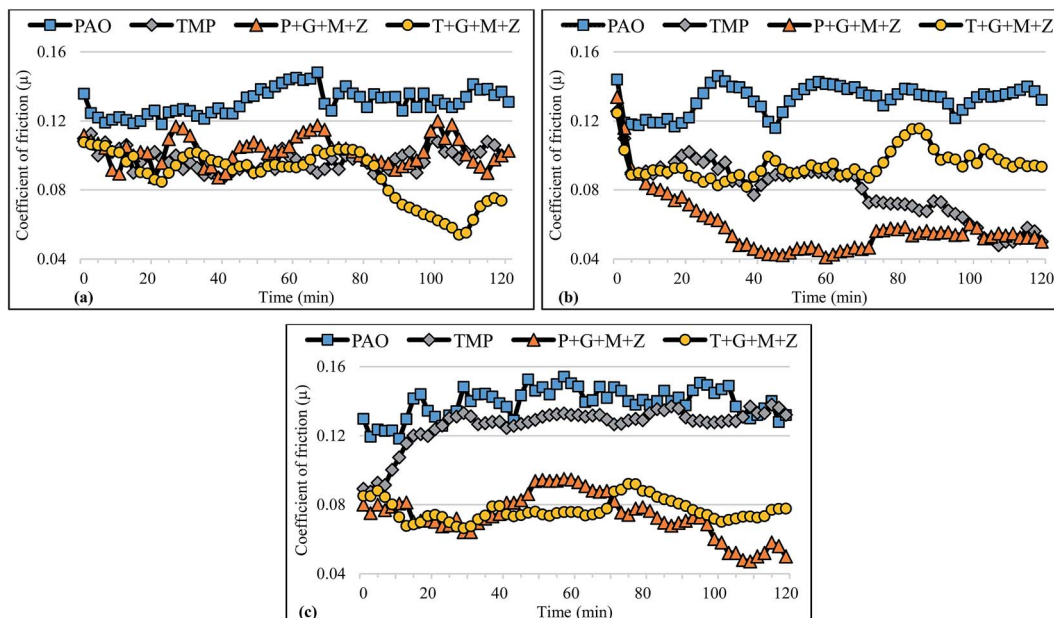 PAO TMP P+G+M+Z T+G+M+Z
0.16
0.12
0.08
0.04
Coefficient of friction (µ)
0 20 40 60 80 100 120
(a) Time (min)
PAO TMP P+G+M+Z T+G+M+Z
0.16
0.12
0.08
0.04
Coefficient of friction (µ)
0 20 40 60 80 100 120
(b) Time (min)
PAO TMP P+G+M+Z T+G+M+Z
0.16
0.12
0.08
0.04
Coefficient of friction (µ)
0 20 40 60 80 100 120
(c) Time (min)